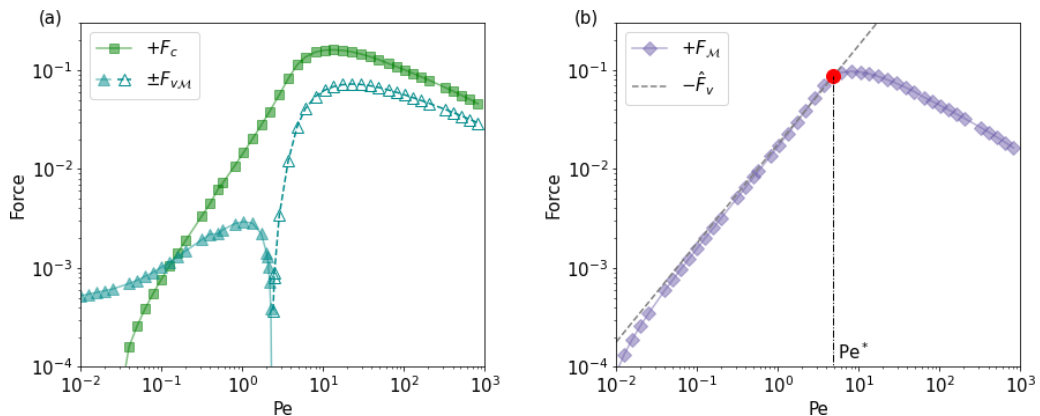 (a)
+F_c
±F_{v,M}
Force
10^{-1}
10^{-2}
10^{-3}
10^{-4}
10^{-2} 10^{-1} 10^0 10^1 10^2 10^3
Pe
(b)
+F_M
−F̂_v
Force
10^{-1}
10^{-2}
10^{-3}
10^{-4}
Pe*
10^{-2} 10^{-1} 10^0 10^1 10^2 10^3
Pe